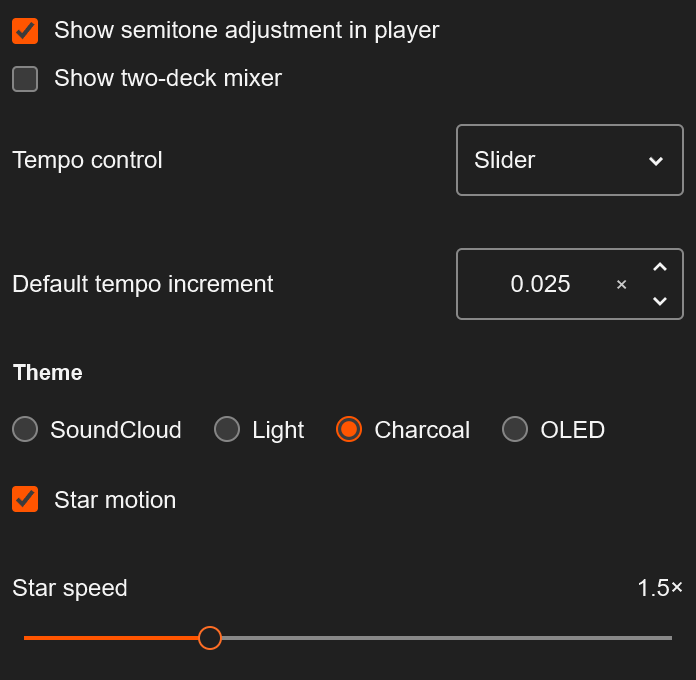 Show semitone adjustment in player
Show two-deck mixer
Tempo control
Slider
Default tempo increment
0.025 ×
Theme
SoundCloud Light Charcoal OLED
Star motion
Star speed
1.5×